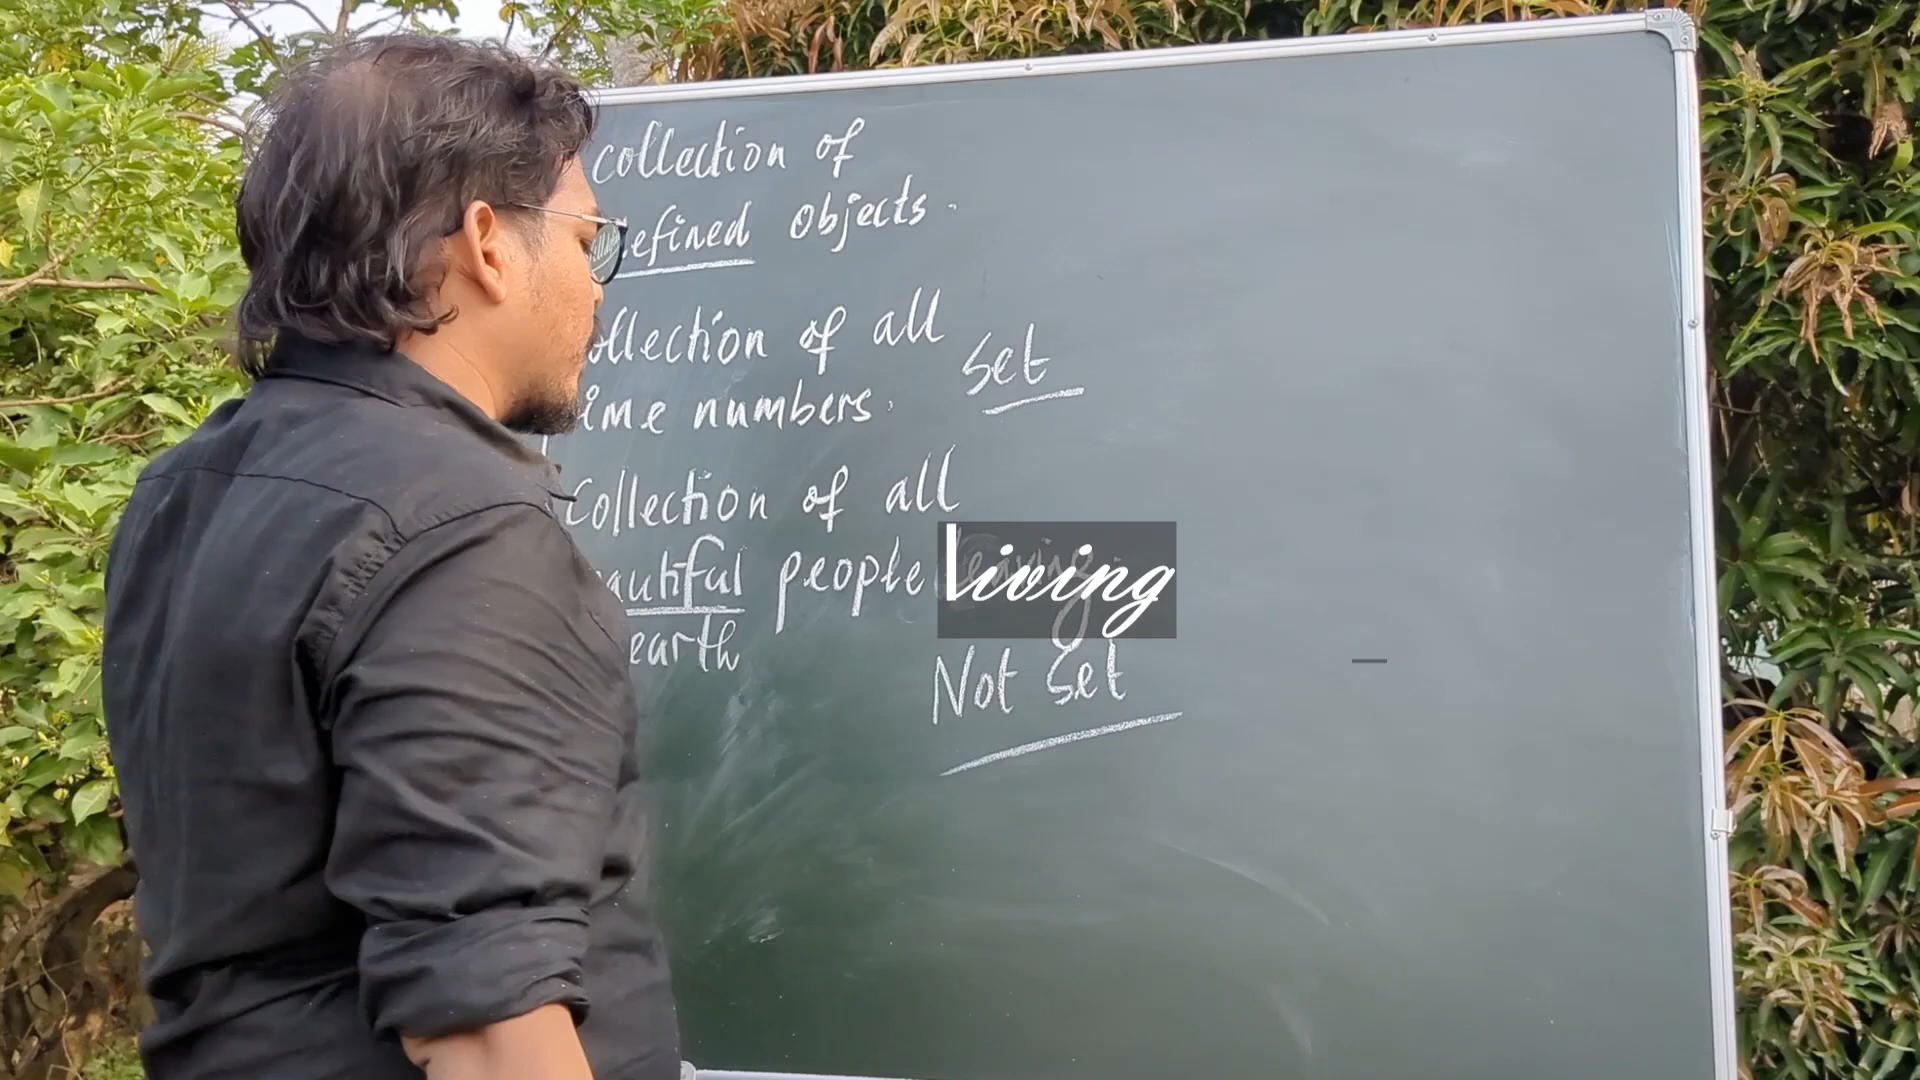 collection of
efined objects.
ollection of all
ime numbers.
Set
Collection of all
autiful people living
earth
Not Set